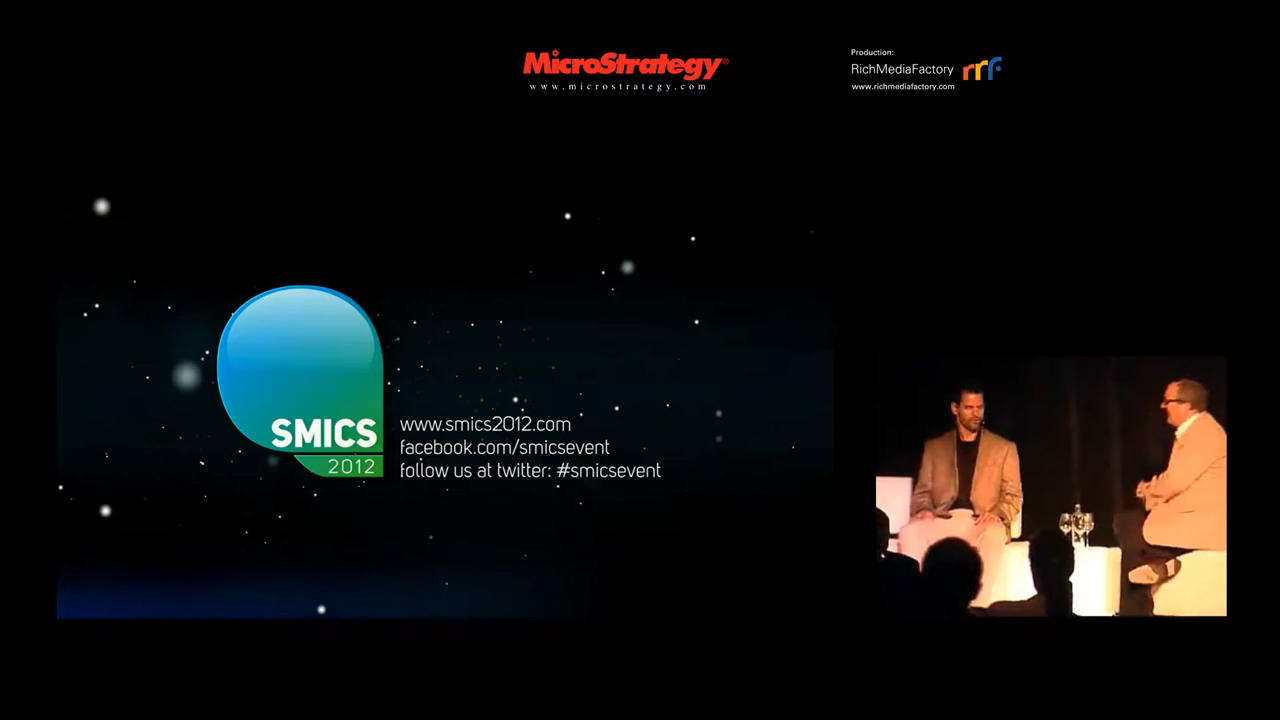 MicroStrategy®
www.microstrategy.com
Production:
RichMediaFactory rrf
www.richmediafactory.com
SMICS
2012
www.smics2012.com
facebook.com/smicsevent
follow us at twitter: #smicsevent